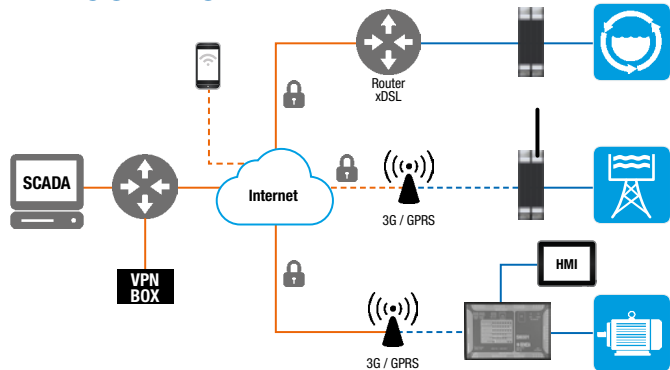 Router
xDSL
SCADA
Internet
3G / GPRS
VPN
BOX
HMI
3G / GPRS